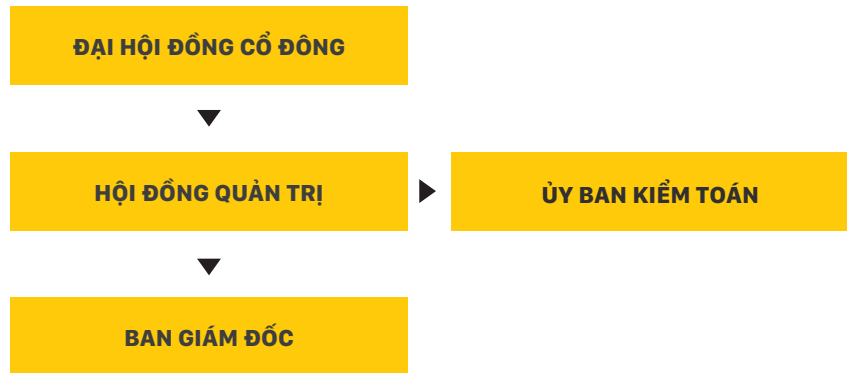 ĐẠI HỘI ĐỒNG CỔ ĐÔNG
HỘI ĐỒNG QUẢN TRỊ
ỦY BAN KIỂM TOÁN
BAN GIÁM ĐỐC